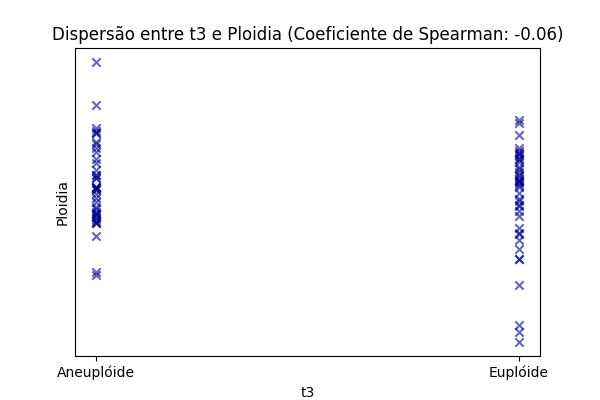 Dispersão entre t3 e Ploidia (Coeficiente de Spearman: -0.06)
Ploidia
Aneuplóide Euplóide
t3